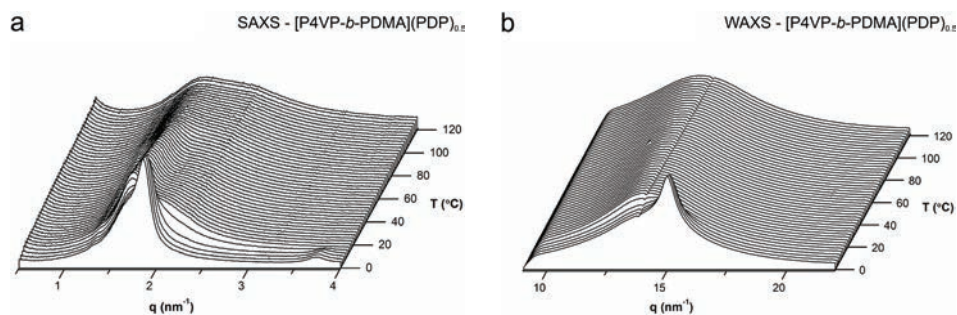 a
SAXS - [P4VP-b-PDMA](PDP)0.5
120
100
80
60
T (°C)
40
20
0
1
2
3
4
q (nm-1)
b
WAXS - [P4VP-b-PDMA](PDP)0.5
120
100
80
60
T (°C)
40
20
0
10
15
20
q (nm-1)